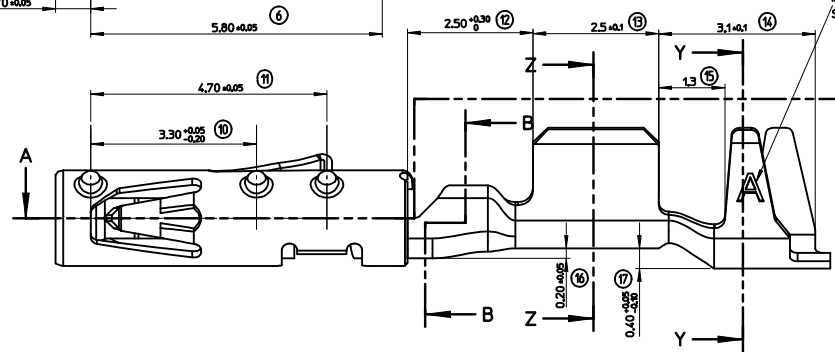 0 ±0.05
5.80 ±0.05 6
2.50 +0.30 0 12
2.5 ±0.1 13
3.1 ±0.1 14
4.70 ±0.05 11
Z
Y
1.3 15
3.30 +0.05 -0.20 10
B
A
A
0.20 ±0.05 16
0.40 +0.05 -0.10 17
B
Z
Y